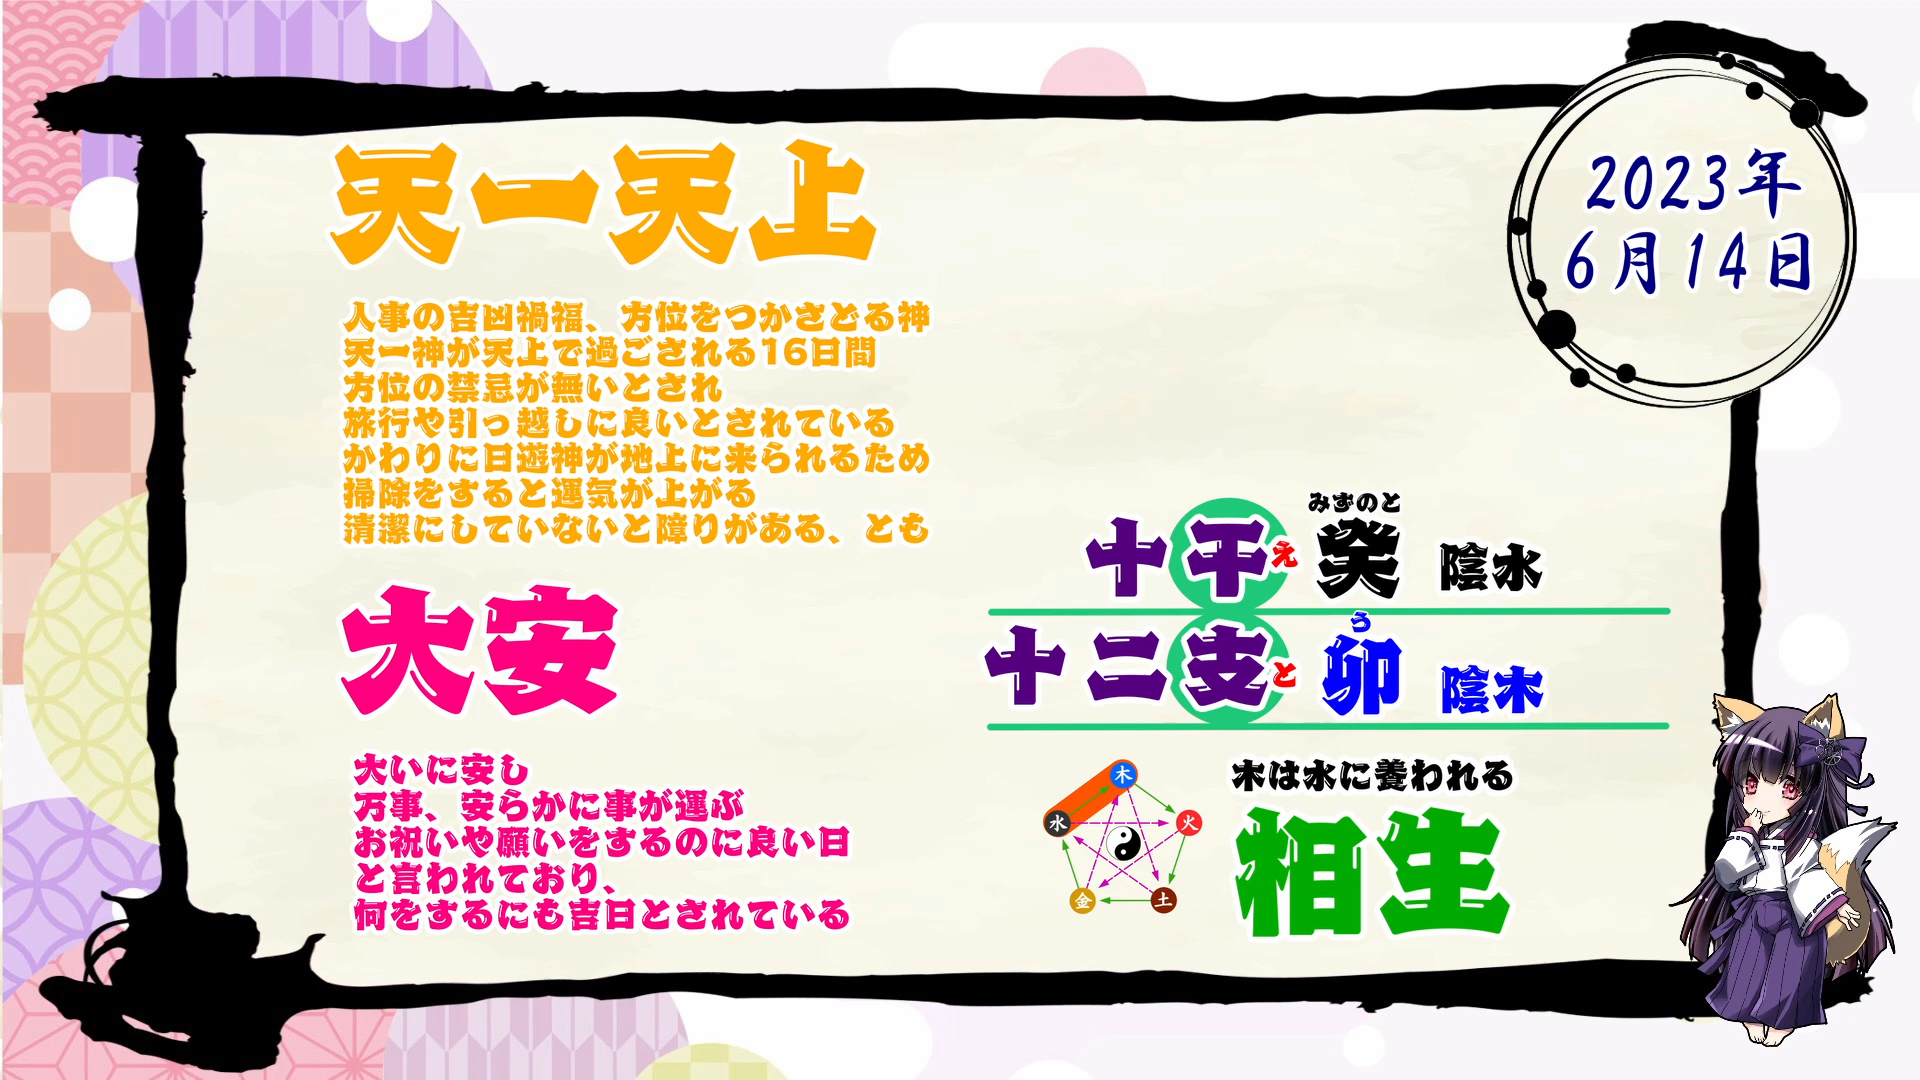 2023年
6月14日
天一天上
人事の吉凶禍福、方位をつかさどる神
天一神が天上で過ごされる16日間
方位の禁忌が無いとされ
旅行や引っ越しに良いとされている
かわりに日遊神が地上に来られるため
掃除をすると運気が上がる
清潔にしていないと障りがある、とも
大安
大いに安し
万事、安らかに事が運ぶ
お祝いや願いをするのに良い日
と言われており、
何をするにも吉日とされている
みずのと
十干え 癸 陰水
う
十二支と 卯 陰木
木は水に養われる
相生
木
水
火
金
土